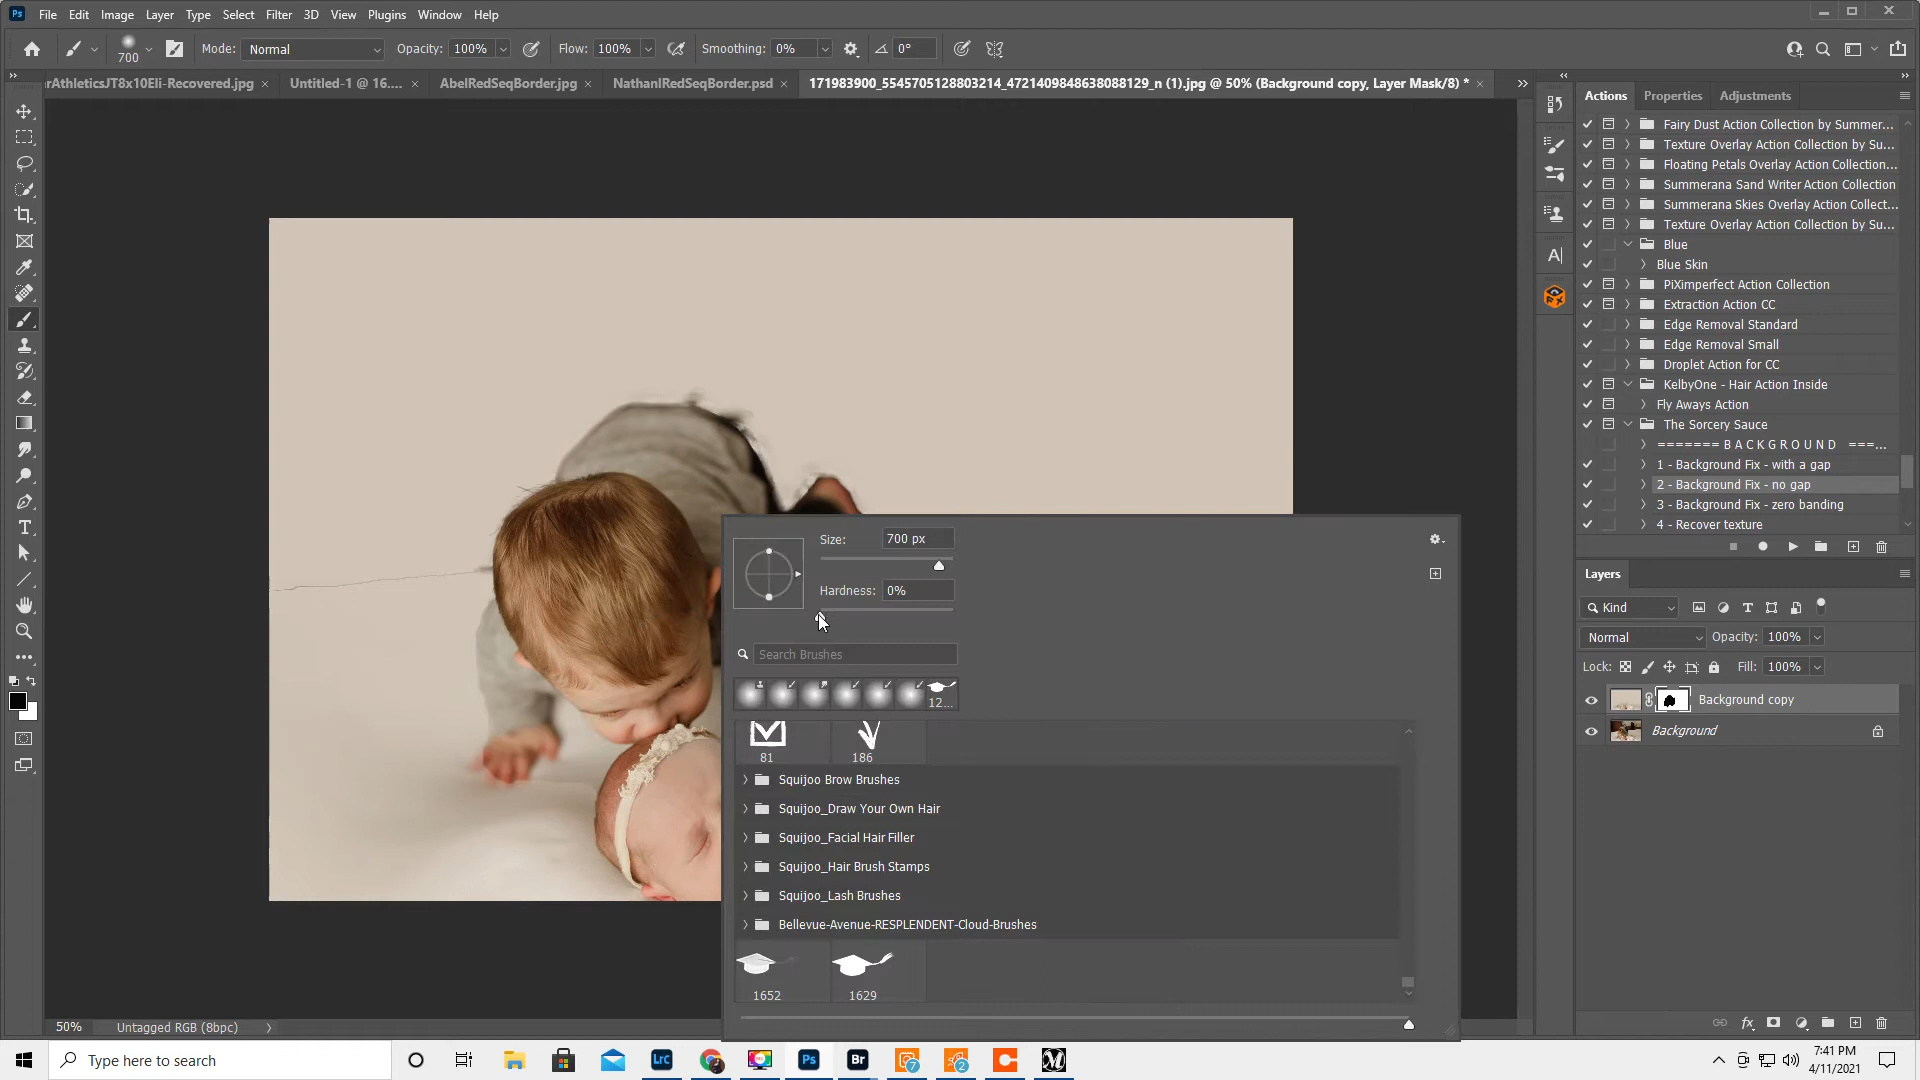 Ps File Edit Image Layer Type Select Filter 3D View Plugins Window Help
700 Mode: Normal Opacity: 100% Flow: 100% Smoothing: 0% 0°
arAthleticsJT8x10Eli-Recovered.jpg × Untitled-1 @ 16.... × AbelRedSeqBorder.jpg × NathanlRedSeqBorder.psd × 171983900_5545705128803214_4721409848638088129_n (1).jpg @ 50% (Background copy, Layer Mask/8) * ×
Actions Properties Adjustments
Fairy Dust Action Collection by Summer...
Texture Overlay Action Collection by Su...
Floating Petals Overlay Action Collection...
Summerana Sand Writer Action Collection
Summerana Skies Overlay Action Collect...
Texture Overlay Action Collection by Su...
Blue
Blue Skin
PiXimperfect Action Collection
Extraction Action CC
Edge Removal Standard
Edge Removal Small
Droplet Action for CC
KelbyOne - Hair Action Inside
Fly Aways Action
The Sorcery Sauce
======= B A C K G R O U N D ===...
1 - Background Fix - with a gap
2 - Background Fix - no gap
3 - Background Fix - zero banding
4 - Recover texture
Size: 700 px
Hardness: 0%
Search Brushes
12...
81 186
Squijoo Brow Brushes
Squijoo_Draw Your Own Hair
Squijoo_Facial Hair Filler
Squijoo_Hair Brush Stamps
Squijoo_Lash Brushes
Bellevue-Avenue-RESPLENDENT-Cloud-Brushes
1652 1629
Layers
Kind
Normal Opacity: 100%
Lock: Fill: 100%
Background copy
Background
50% Untagged RGB (8bpc)
Type here to search
Lrc Ps Br 7 2
7:41 PM
4/11/2021